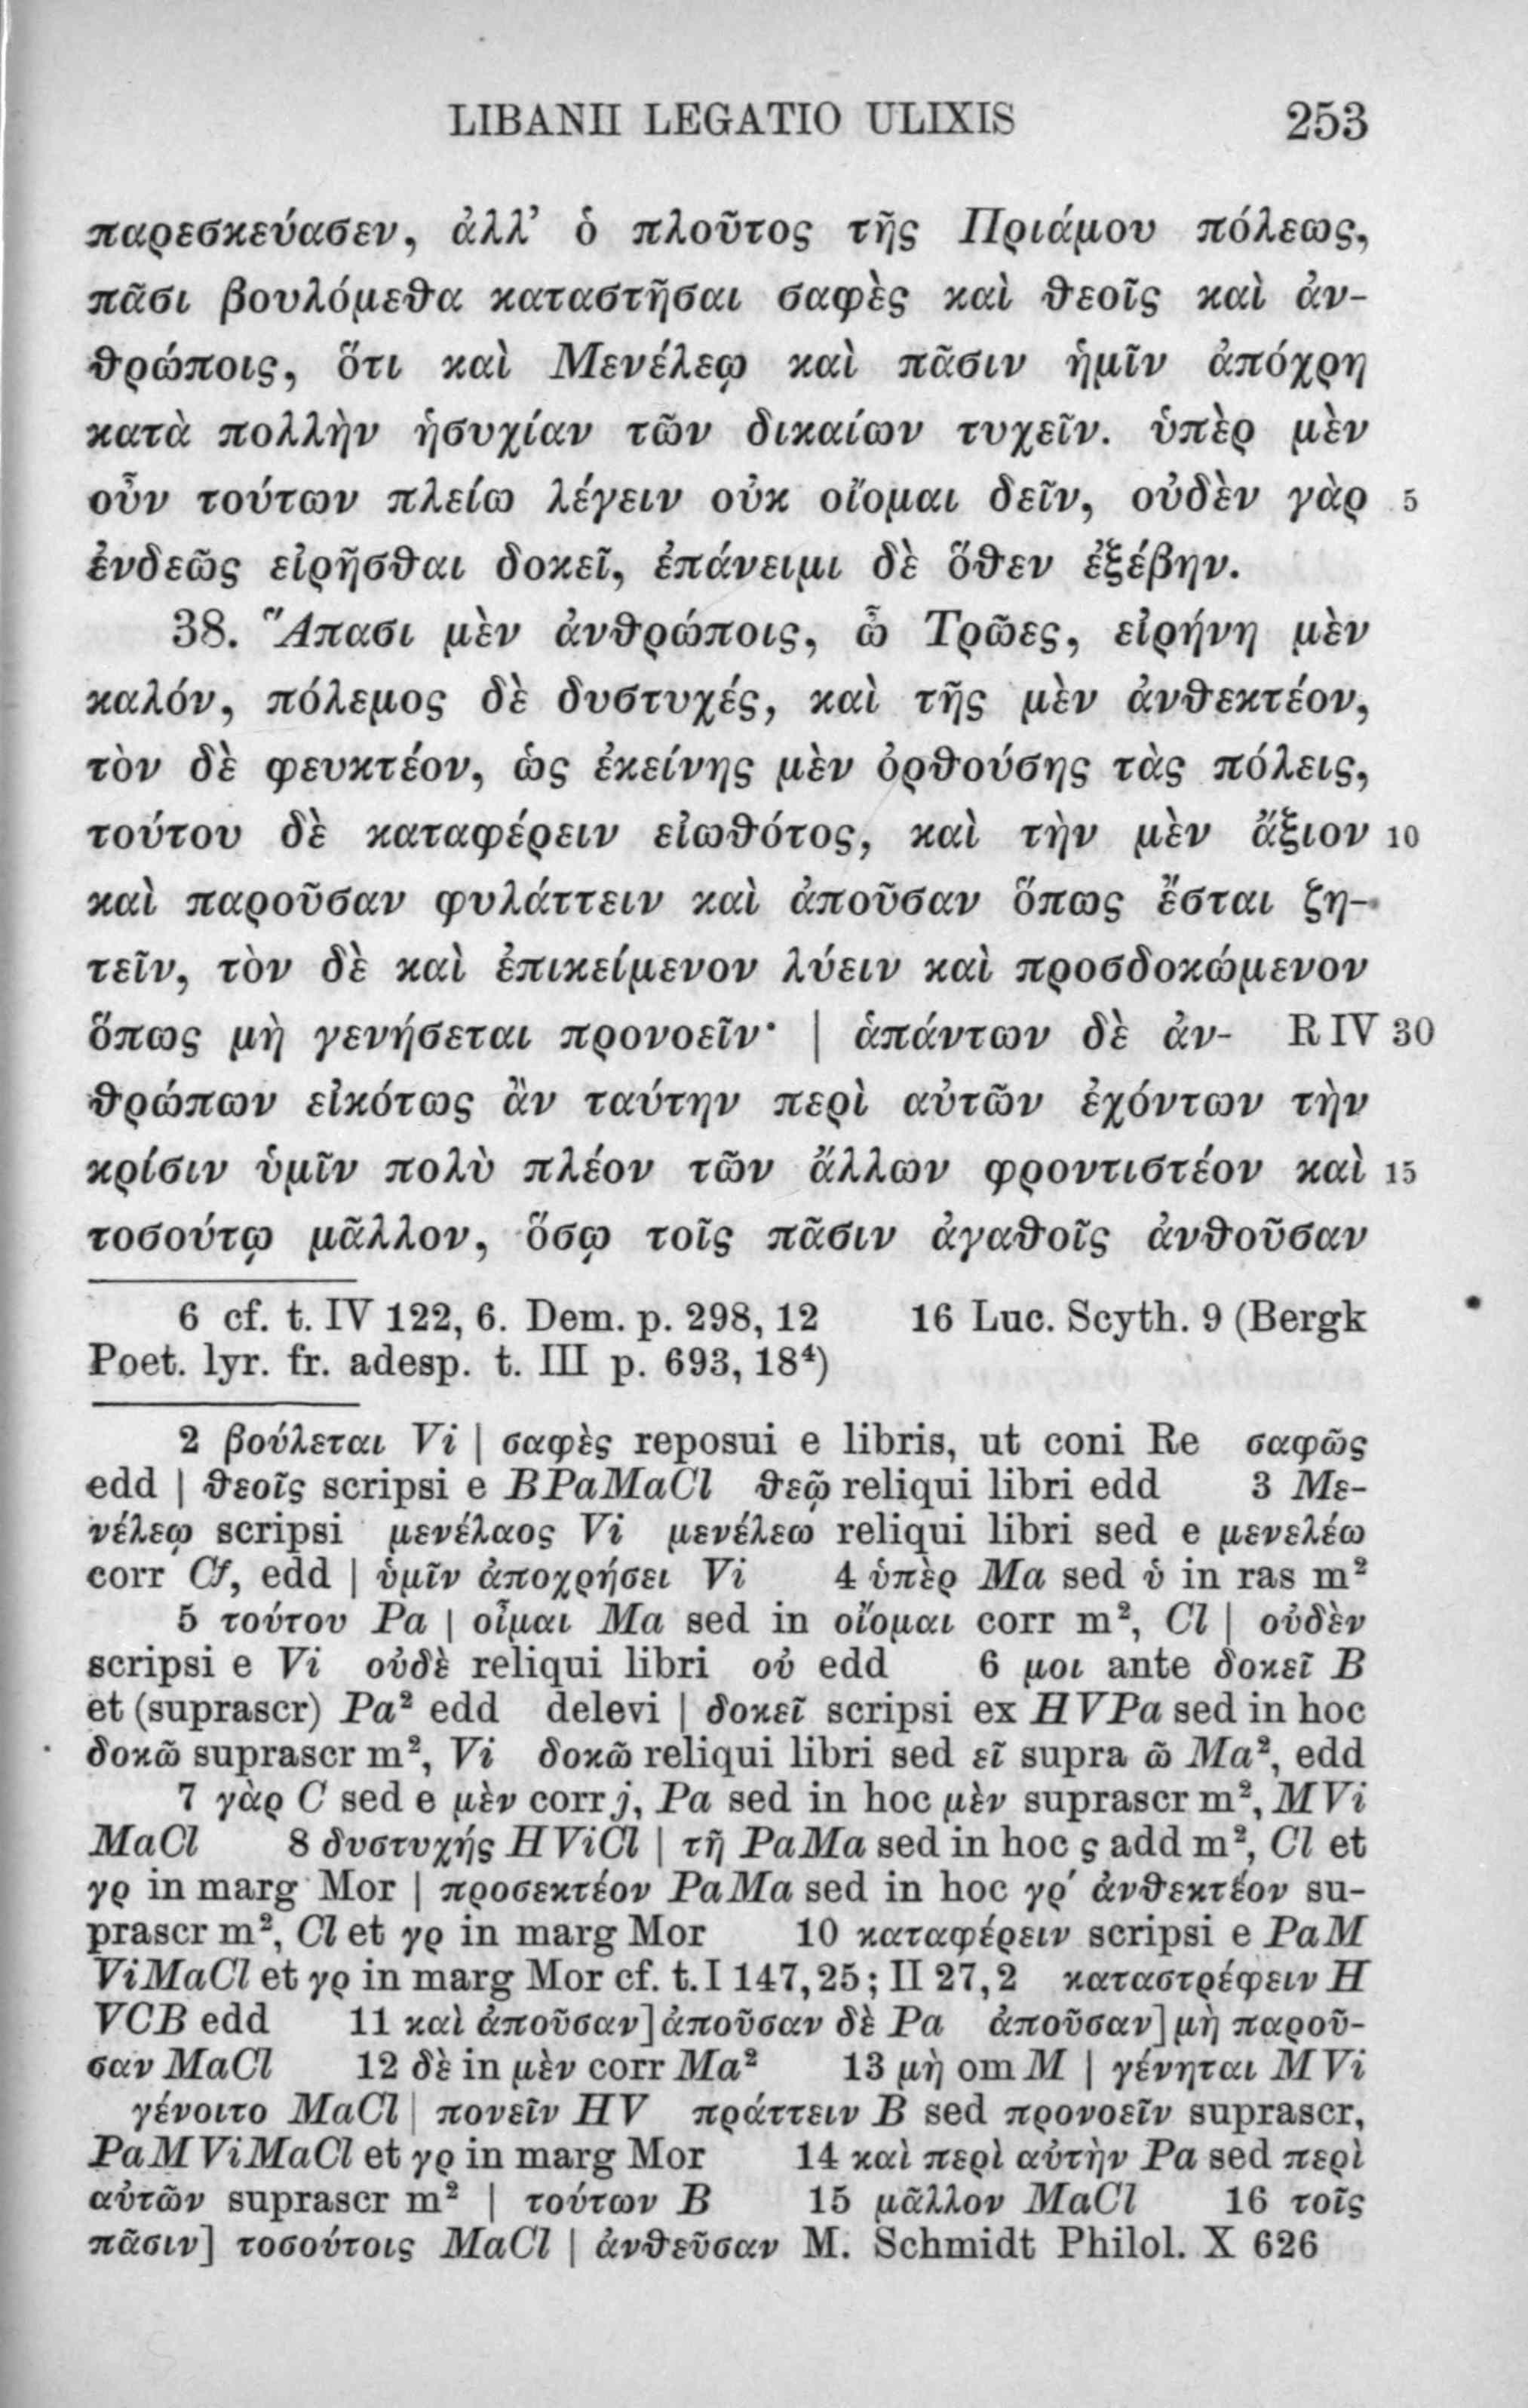 LIBANII LEGATIO ULIXIS 253
παρεσκεύασεν, ἀλλ’ ὁ πλοῦτος τῆς Πριάμου πόλεως,
πᾶσι βουλόμεθα καταστῆσαι σαφὲς καὶ θεοῖς καὶ ἀν-
θρώποις, ὅτι καὶ Μενέλεῳ καὶ πᾶσιν ἡμῖν ἀπόχρη
κατὰ πολλὴν ἡσυχίαν τῶν δικαίων τυχεῖν. ὑπὲρ μὲν
οὖν τούτων πλείω λέγειν οὐκ οἴομαι δεῖν, οὐδὲν γὰρ 5
ἐνδεῶς εἰρῆσθαι δοκεῖ, ἐπάνειμι δὲ ὅθεν ἐξέβην.
38. Ἅπασι μὲν ἀνθρώποις, ὦ Τρῶες, εἰρήνη μὲν
καλόν, πόλεμος δὲ δυστυχές, καὶ τῆς μὲν ἀνθεκτέον,
τὸν δὲ φευκτέον, ὡς ἐκείνης μὲν ὀρθούσης τὰς πόλεις,
τούτου δὲ καταφέρειν εἰωθότος, καὶ τὴν μὲν ἄξιον 10
καὶ παροῦσαν φυλάττειν καὶ ἀποῦσαν ὅπως ἔσται ζη-
τεῖν, τὸν δὲ καὶ ἐπικείμενον λύειν καὶ προσδοκώμενον
ὅπως μὴ γενήσεται προνοεῖν· | ἁπάντων δὲ ἀν- R IV 30
θρώπων εἰκότως ἂν ταύτην περὶ αὐτῶν ἐχόντων τὴν
κρίσιν ὑμῖν πολὺ πλέον τῶν ἄλλων φροντιστέον καὶ 15
τοσούτῳ μᾶλλον, ὅσῳ τοῖς πᾶσιν ἀγαθοῖς ἀνθοῦσαν
6 cf. t. IV 122, 6. Dem. p. 298, 12 16 Luc. Scyth. 9 (Bergk
Poet. lyr. fr. adesp. t. III p. 693, 18⁴)
2 βούλεται Vi | σαφὲς reposui e libris, ut coni Re σαφῶς
edd | θεοῖς scripsi e BPaMaCl θεῷ reliqui libri edd 3 Με-
νέλεῳ scripsi μενέλαος Vi μενέλεω reliqui libri sed e μενελέω
corr Cf, edd | ὑμῖν ἀποχρήσει Vi 4 ὑπὲρ Ma sed ὑ in ras m²
5 τούτου Pa | οἶμαι Ma sed in οἴομαι corr m², Cl | οὐδὲν
scripsi e Vi οὐδὲ reliqui libri οὐ edd 6 μοι ante δοκεῖ B
et (suprascr) Pa² edd delevi | δοκεῖ scripsi ex HVPa sed in hoc
δοκῶ suprascr m², Vi δοκῶ reliqui libri sed εῖ supra ῶ Ma², edd
7 γὰρ C sed e μὲν corr j, Pa sed in hoc μὲν suprascr m², MVi
MaCl 8 δυστυχής HViCl | τῇ PaMa sed in hoc ς add m², Cl et
γρ in marg Mor | προσεκτέον PaMa sed in hoc γρ΄ ἀνθεκτέον su-
prascr m², Cl et γρ in marg Mor 10 καταφέρειν scripsi e PaM
ViMaCl et γρ in marg Mor cf. t. I 147, 25; II 27, 2 καταστρέφειν H
VCB edd 11 καὶ ἀποῦσαν] ἀποῦσαν δὲ Pa ἀποῦσαν] μὴ παροῦ-
σαν MaCl 12 δὲ in μὲν corr Ma² 13 μὴ om M | γένηται MVi
γένοιτο MaCl | πονεῖν HV πράττειν B sed προνοεῖν suprascr,
PaMViMaCl et γρ in marg Mor 14 καὶ περὶ αὐτὴν Pa sed περὶ
αὐτῶν suprascr m² | τούτων B 15 μᾶλλον MaCl 16 τοῖς
πᾶσιν] τοσούτοις MaCl | ἀνθεῦσαν M. Schmidt Philol. X 626